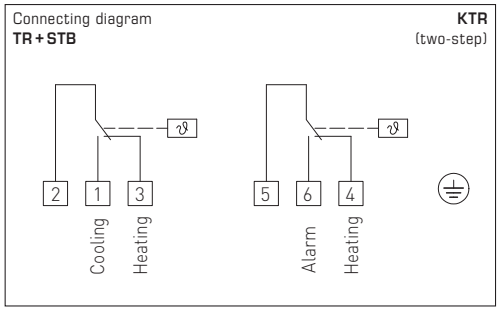 Connecting diagram
TR+STB
KTR
(two-step)
ϑ
ϑ
2 1 3
5 6 4
Cooling
Heating
Alarm
Heating